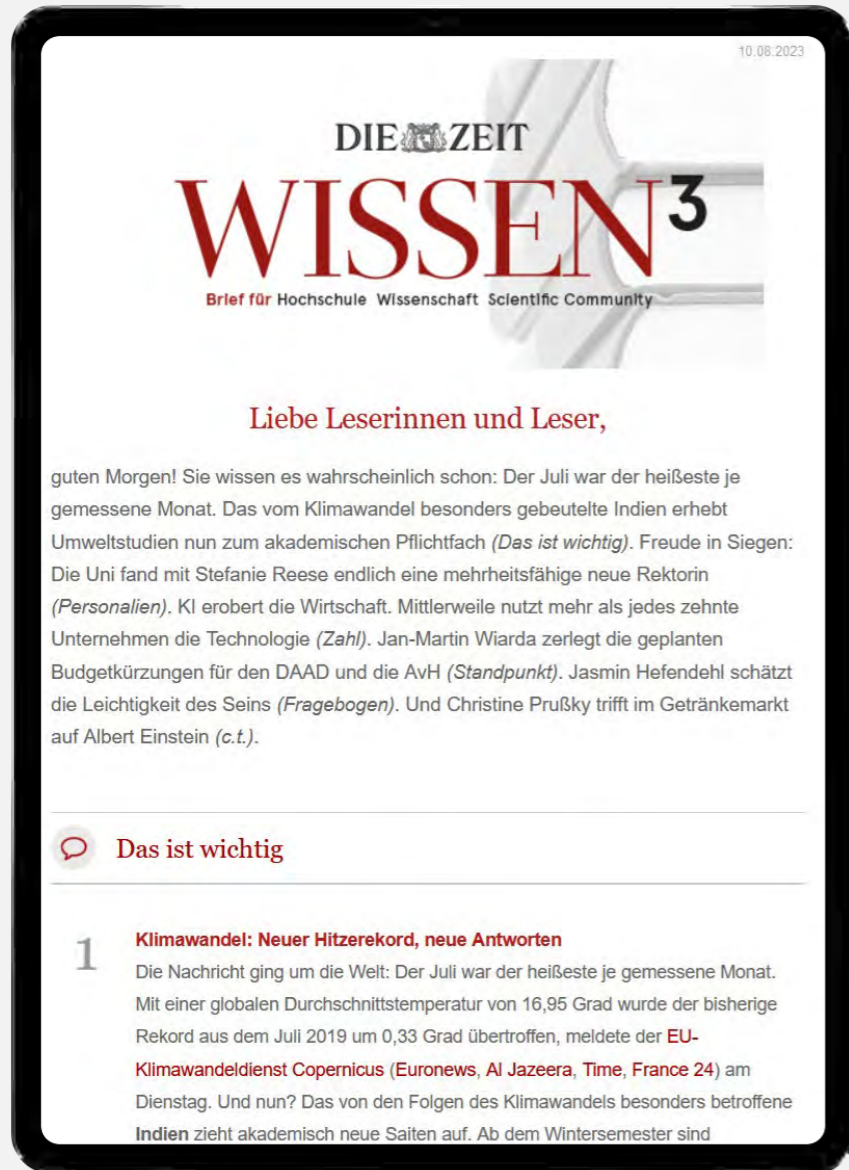 10.08.2023
DIE ZEIT
WISSEN³
Brief für Hochschule Wissenschaft Scientific Community
Liebe Leserinnen und Leser,
guten Morgen! Sie wissen es wahrscheinlich schon: Der Juli war der heißeste je
gemessene Monat. Das vom Klimawandel besonders gebeutelte Indien erhebt
Umweltstudien nun zum akademischen Pflichtfach (Das ist wichtig). Freude in Siegen:
Die Uni fand mit Stefanie Reese endlich eine mehrheitsfähige neue Rektorin
(Personalien). KI erobert die Wirtschaft. Mittlerweile nutzt mehr als jedes zehnte
Unternehmen die Technologie (Zahl). Jan-Martin Wiarda zerlegt die geplanten
Budgetkürzungen für den DAAD und die AvH (Standpunkt). Jasmin Hefendehl schätzt
die Leichtigkeit des Seins (Fragebogen). Und Christine Prußky trifft im Getränkemarkt
auf Albert Einstein (c.t.).
Das ist wichtig
1
Klimawandel: Neuer Hitzerekord, neue Antworten
Die Nachricht ging um die Welt: Der Juli war der heißeste je gemessene Monat.
Mit einer globalen Durchschnittstemperatur von 16,95 Grad wurde der bisherige
Rekord aus dem Juli 2019 um 0,33 Grad übertroffen, meldete der EU-
Klimawandeldienst Copernicus (Euronews, Al Jazeera, Time, France 24) am
Dienstag. Und nun? Das von den Folgen des Klimawandels besonders betroffene
Indien zieht akademisch neue Saiten auf. Ab dem Wintersemester sind